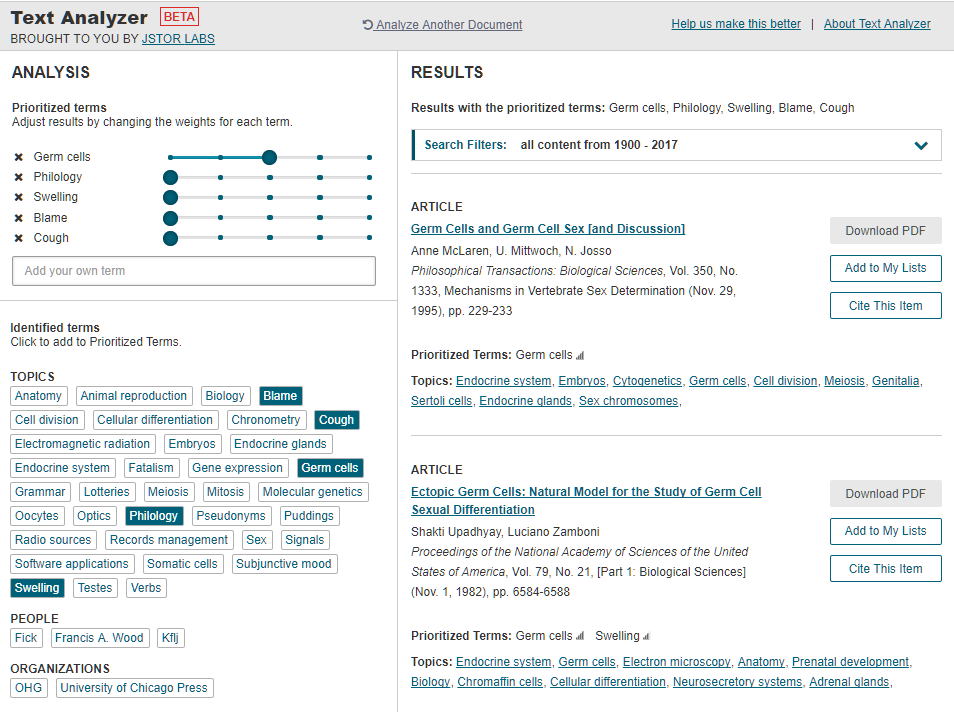 Text Analyzer BETA
BROUGHT TO YOU BY JSTOR LABS
Analyze Another Document
Help us make this better | About Text Analyzer
ANALYSIS
Prioritized terms
Adjust results by changing the weights for each term.
Germ cells
Philology
Swelling
Blame
Cough
Add your own term
Identified terms
Click to add to Prioritized Terms.
TOPICS
Anatomy Animal reproduction Biology Blame
Cell division Cellular differentiation Chronometry Cough
Electromagnetic radiation Embryos Endocrine glands
Endocrine system Fatalism Gene expression Germ cells
Grammar Lotteries Meiosis Mitosis Molecular genetics
Oocytes Optics Philology Pseudonyms Puddings
Radio sources Records management Sex Signals
Software applications Somatic cells Subjunctive mood
Swelling Testes Verbs
PEOPLE
Fick Francis A. Wood Kflj
ORGANIZATIONS
OHG University of Chicago Press
RESULTS
Results with the prioritized terms: Germ cells, Philology, Swelling, Blame, Cough
Search Filters: all content from 1900 - 2017
ARTICLE
Germ Cells and Germ Cell Sex [and Discussion]
Anne McLaren, U. Mittwoch, N. Josso
Philosophical Transactions: Biological Sciences, Vol. 350, No.
1333, Mechanisms in Vertebrate Sex Determination (Nov. 29,
1995), pp. 229-233
Download PDF
Add to My Lists
Cite This Item
Prioritized Terms: Germ cells
Topics: Endocrine system, Embryos, Cytogenetics, Germ cells, Cell division, Meiosis, Genitalia,
Sertoli cells, Endocrine glands, Sex chromosomes,
ARTICLE
Ectopic Germ Cells: Natural Model for the Study of Germ Cell
Sexual Differentiation
Shakti Upadhyay, Luciano Zamboni
Proceedings of the National Academy of Sciences of the United
States of America, Vol. 79, No. 21, [Part 1: Biological Sciences]
(Nov. 1, 1982), pp. 6584-6588
Download PDF
Add to My Lists
Cite This Item
Prioritized Terms: Germ cells Swelling
Topics: Endocrine system, Germ cells, Electron microscopy, Anatomy, Prenatal development,
Biology, Chromaffin cells, Cellular differentiation, Neurosecretory systems, Adrenal glands,